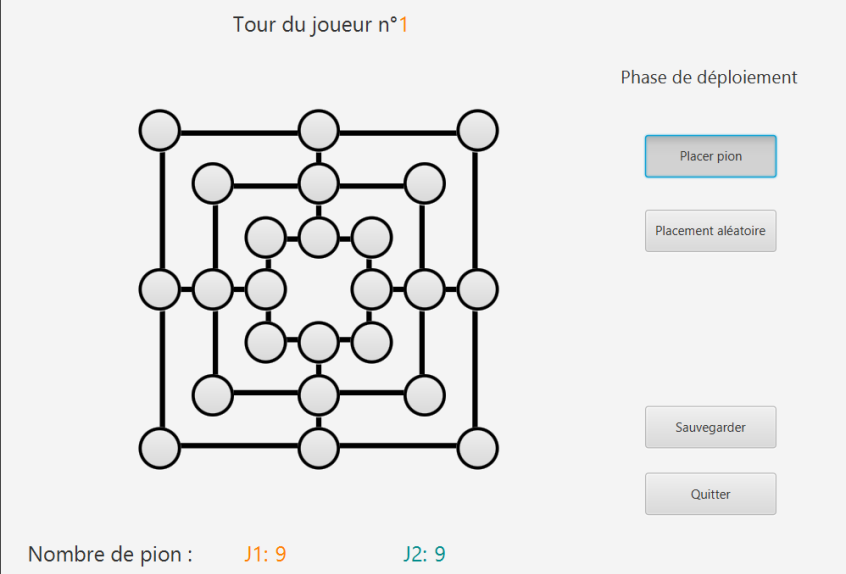 Tour du joueur n°1
Phase de déploiement
Placer pion
Placement aléatoire
Sauvegarder
Quitter
Nombre de pion : J1: 9 J2: 9